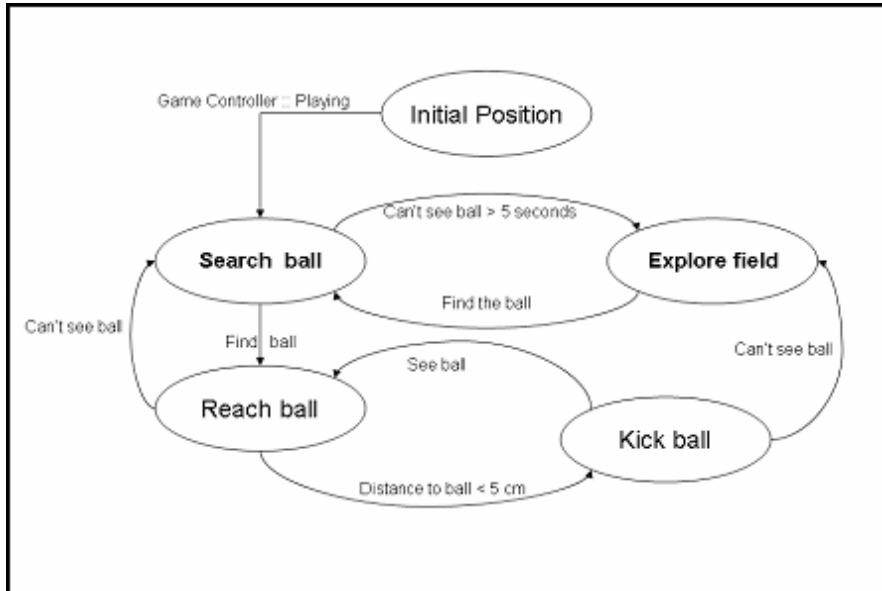 Game Controller :: Playing
Initial Position
Can't see ball > 5 seconds
Search ball
Explore field
Find the ball
Can't see ball
Find ball
See ball
Can't see ball
Reach ball
Kick ball
Distance to ball < 5 cm